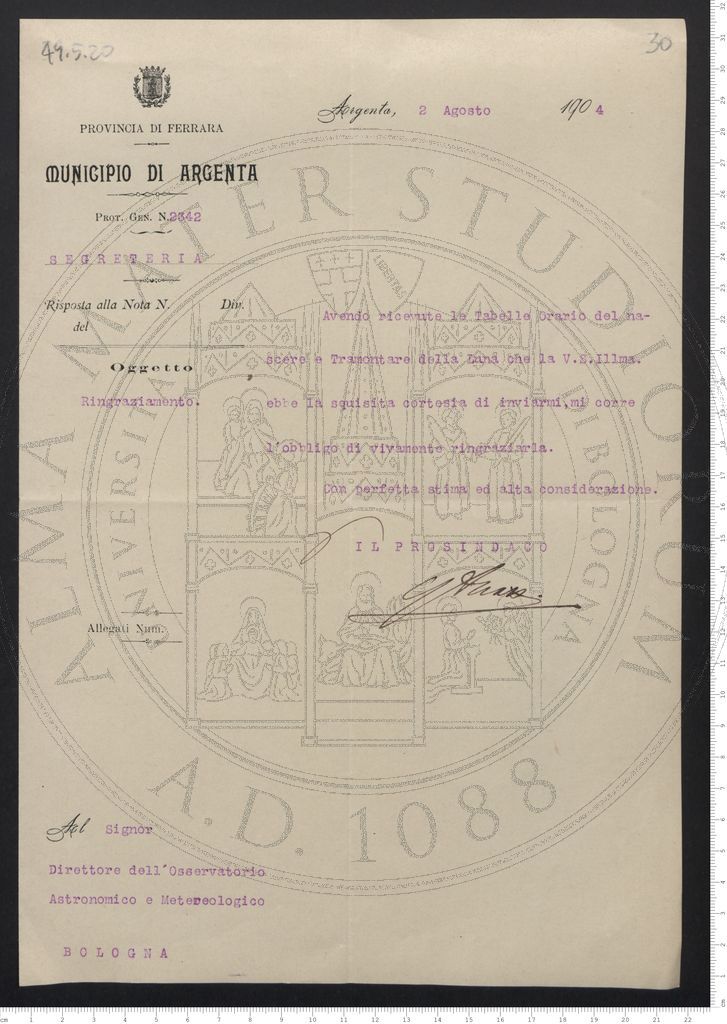 49.5.20
30
PROVINCIA DI FERRARA
MUNICIPIO DI ARGENTA
Argenta, 2 Agosto 1904
PROT. GEN. N. 2342
SEGRETERIA
Risposta alla Nota N. Div.
del
Oggetto
Ringraziamento.
Avendo ricevute le Tabelle Orario del na-
scere e Tramontare della Luna che la V.S.Illma.
ebbe la squisita cortesia di inviarmi,mi corre
l'obbligo di vivamente ringraziarla.
Con perfetta stima ed alta considerazione.
IL PROSINDACO
Allegati Num.
Al Signor
Direttore dell'Osservatorio
Astronomico e Metereologico
BOLOGNA
ALMA MATER STUDIORUM
UNIVERSITÀ DI BOLOGNA
LIBERTAS
A.D. 1088